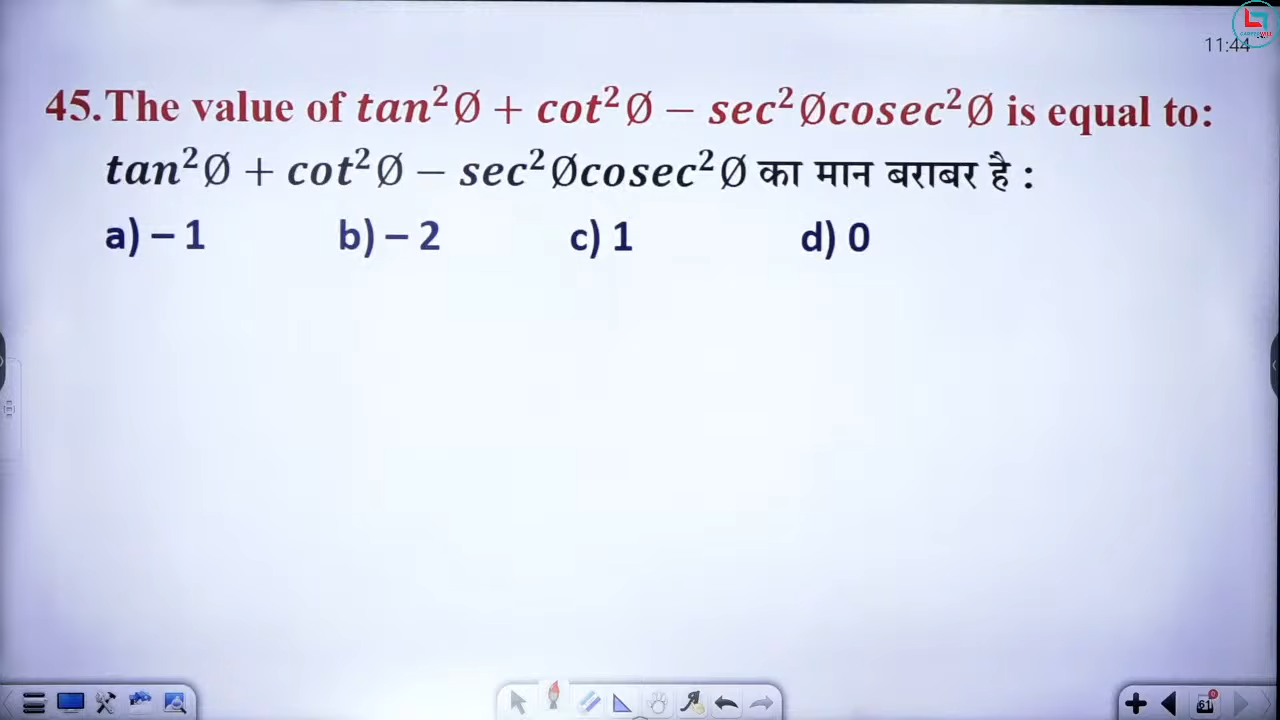 11:44
45.The value of tan²Ø + cot²Ø − sec²Øcosec²Ø is equal to:
tan²Ø + cot²Ø − sec²Øcosec²Ø का मान बराबर है :
a) – 1 b) – 2 c) 1 d) 0
61